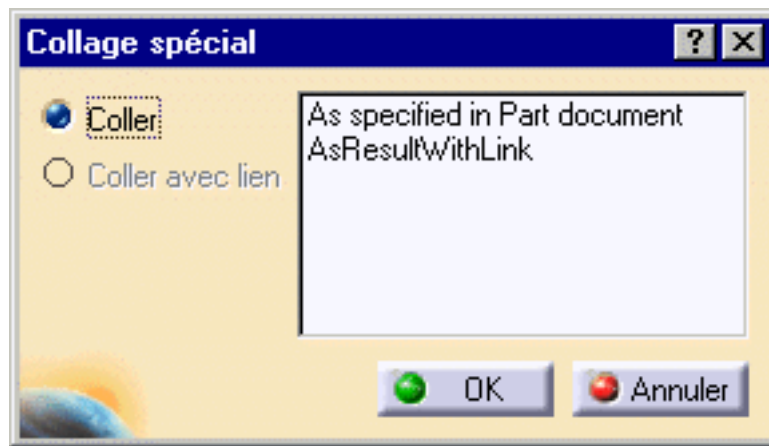 Collage spécial
Coller
Coller avec lien
As specified in Part document
AsResultWithLink
OK
Annuler